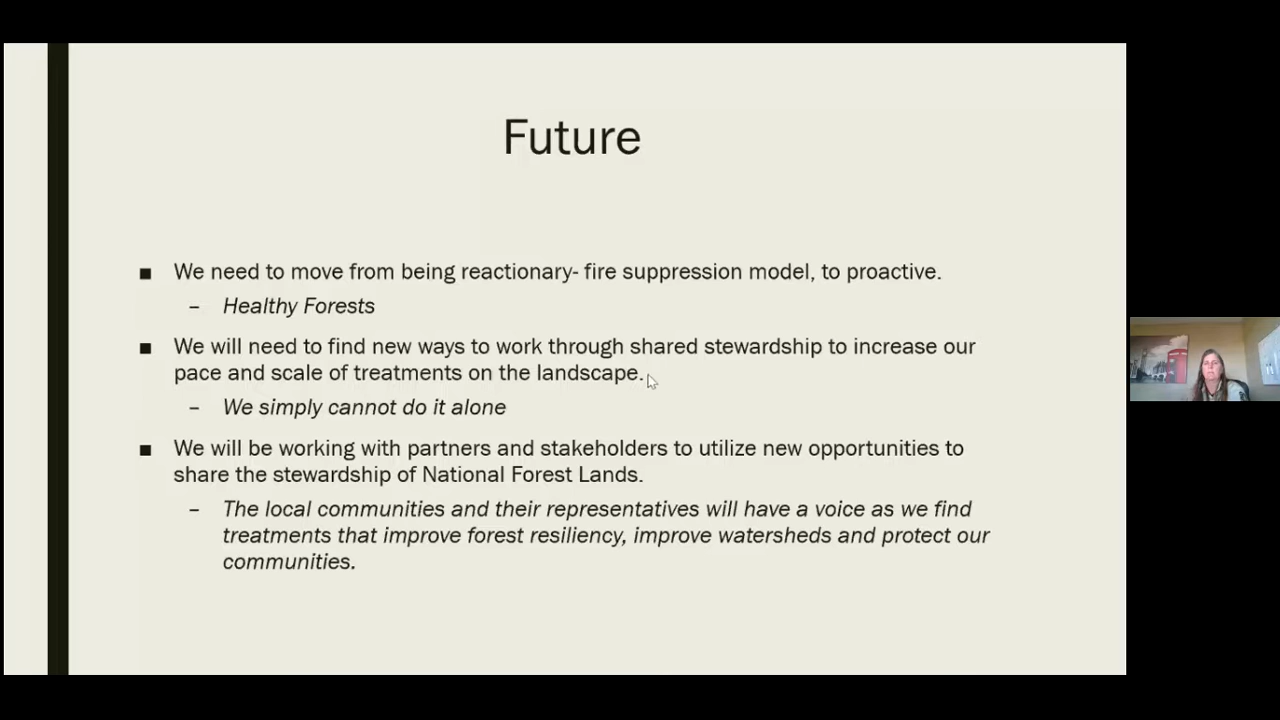 Future
■ We need to move from being reactionary- fire suppression model, to proactive.
– Healthy Forests
■ We will need to find new ways to work through shared stewardship to increase our
pace and scale of treatments on the landscape.
– We simply cannot do it alone
■ We will be working with partners and stakeholders to utilize new opportunities to
share the stewardship of National Forest Lands.
– The local communities and their representatives will have a voice as we find
treatments that improve forest resiliency, improve watersheds and protect our
communities.